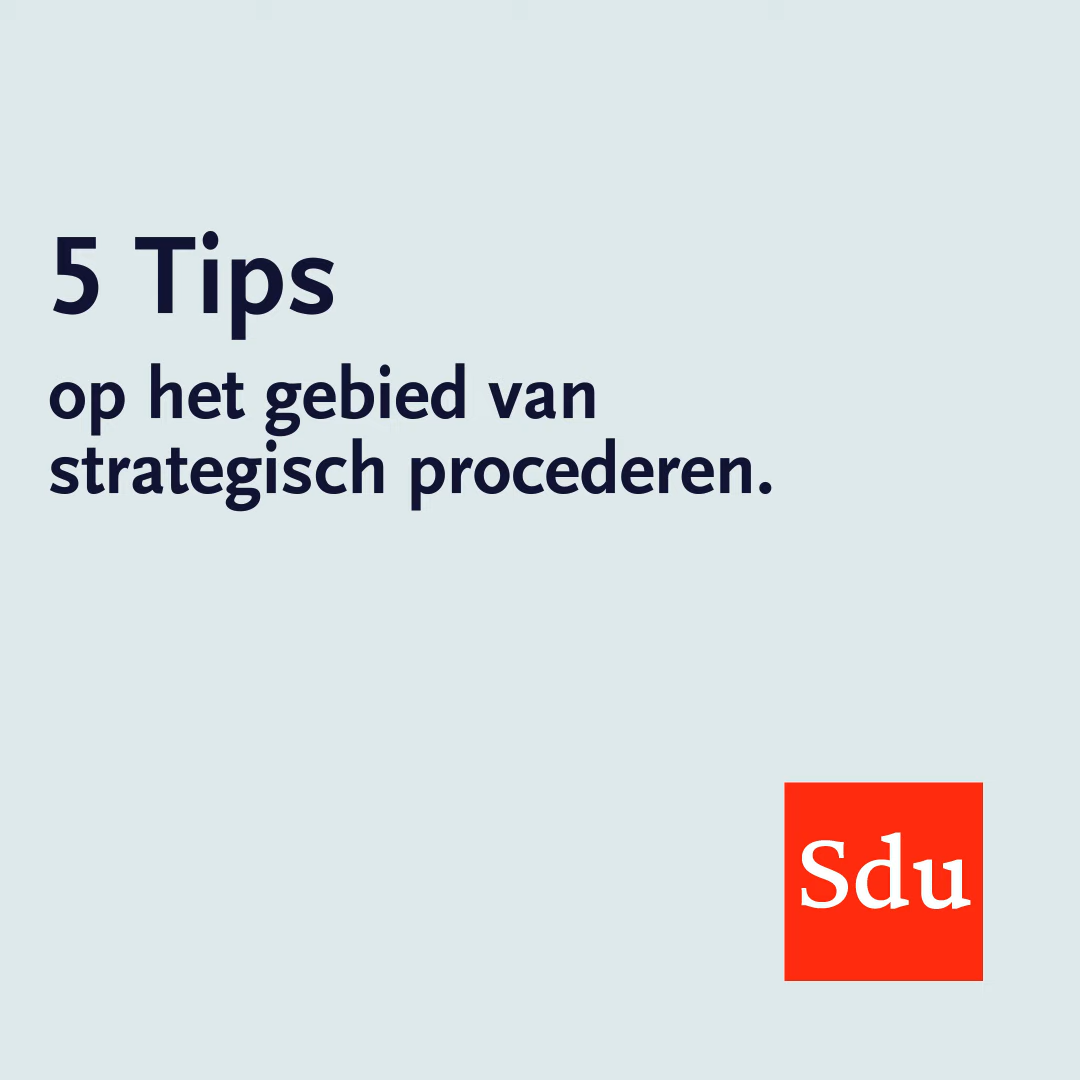 5 Tips
op het gebied van
strategisch procederen.
Sdu